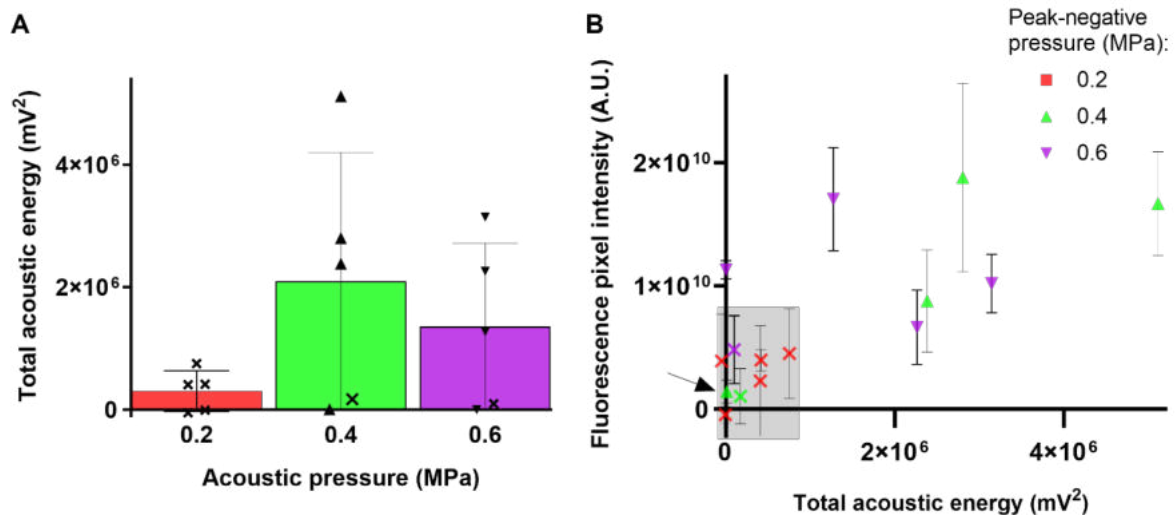 A
Total acoustic energy (mV²)
4×10⁶
2×10⁶
0
0.2
0.4
0.6
Acoustic pressure (MPa)
B
Peak-negative
pressure (MPa):
0.2
0.4
0.6
Fluorescence pixel intensity (A.U.)
2×10¹⁰
1×10¹⁰
0
0
2×10⁶
4×10⁶
Total acoustic energy (mV²)